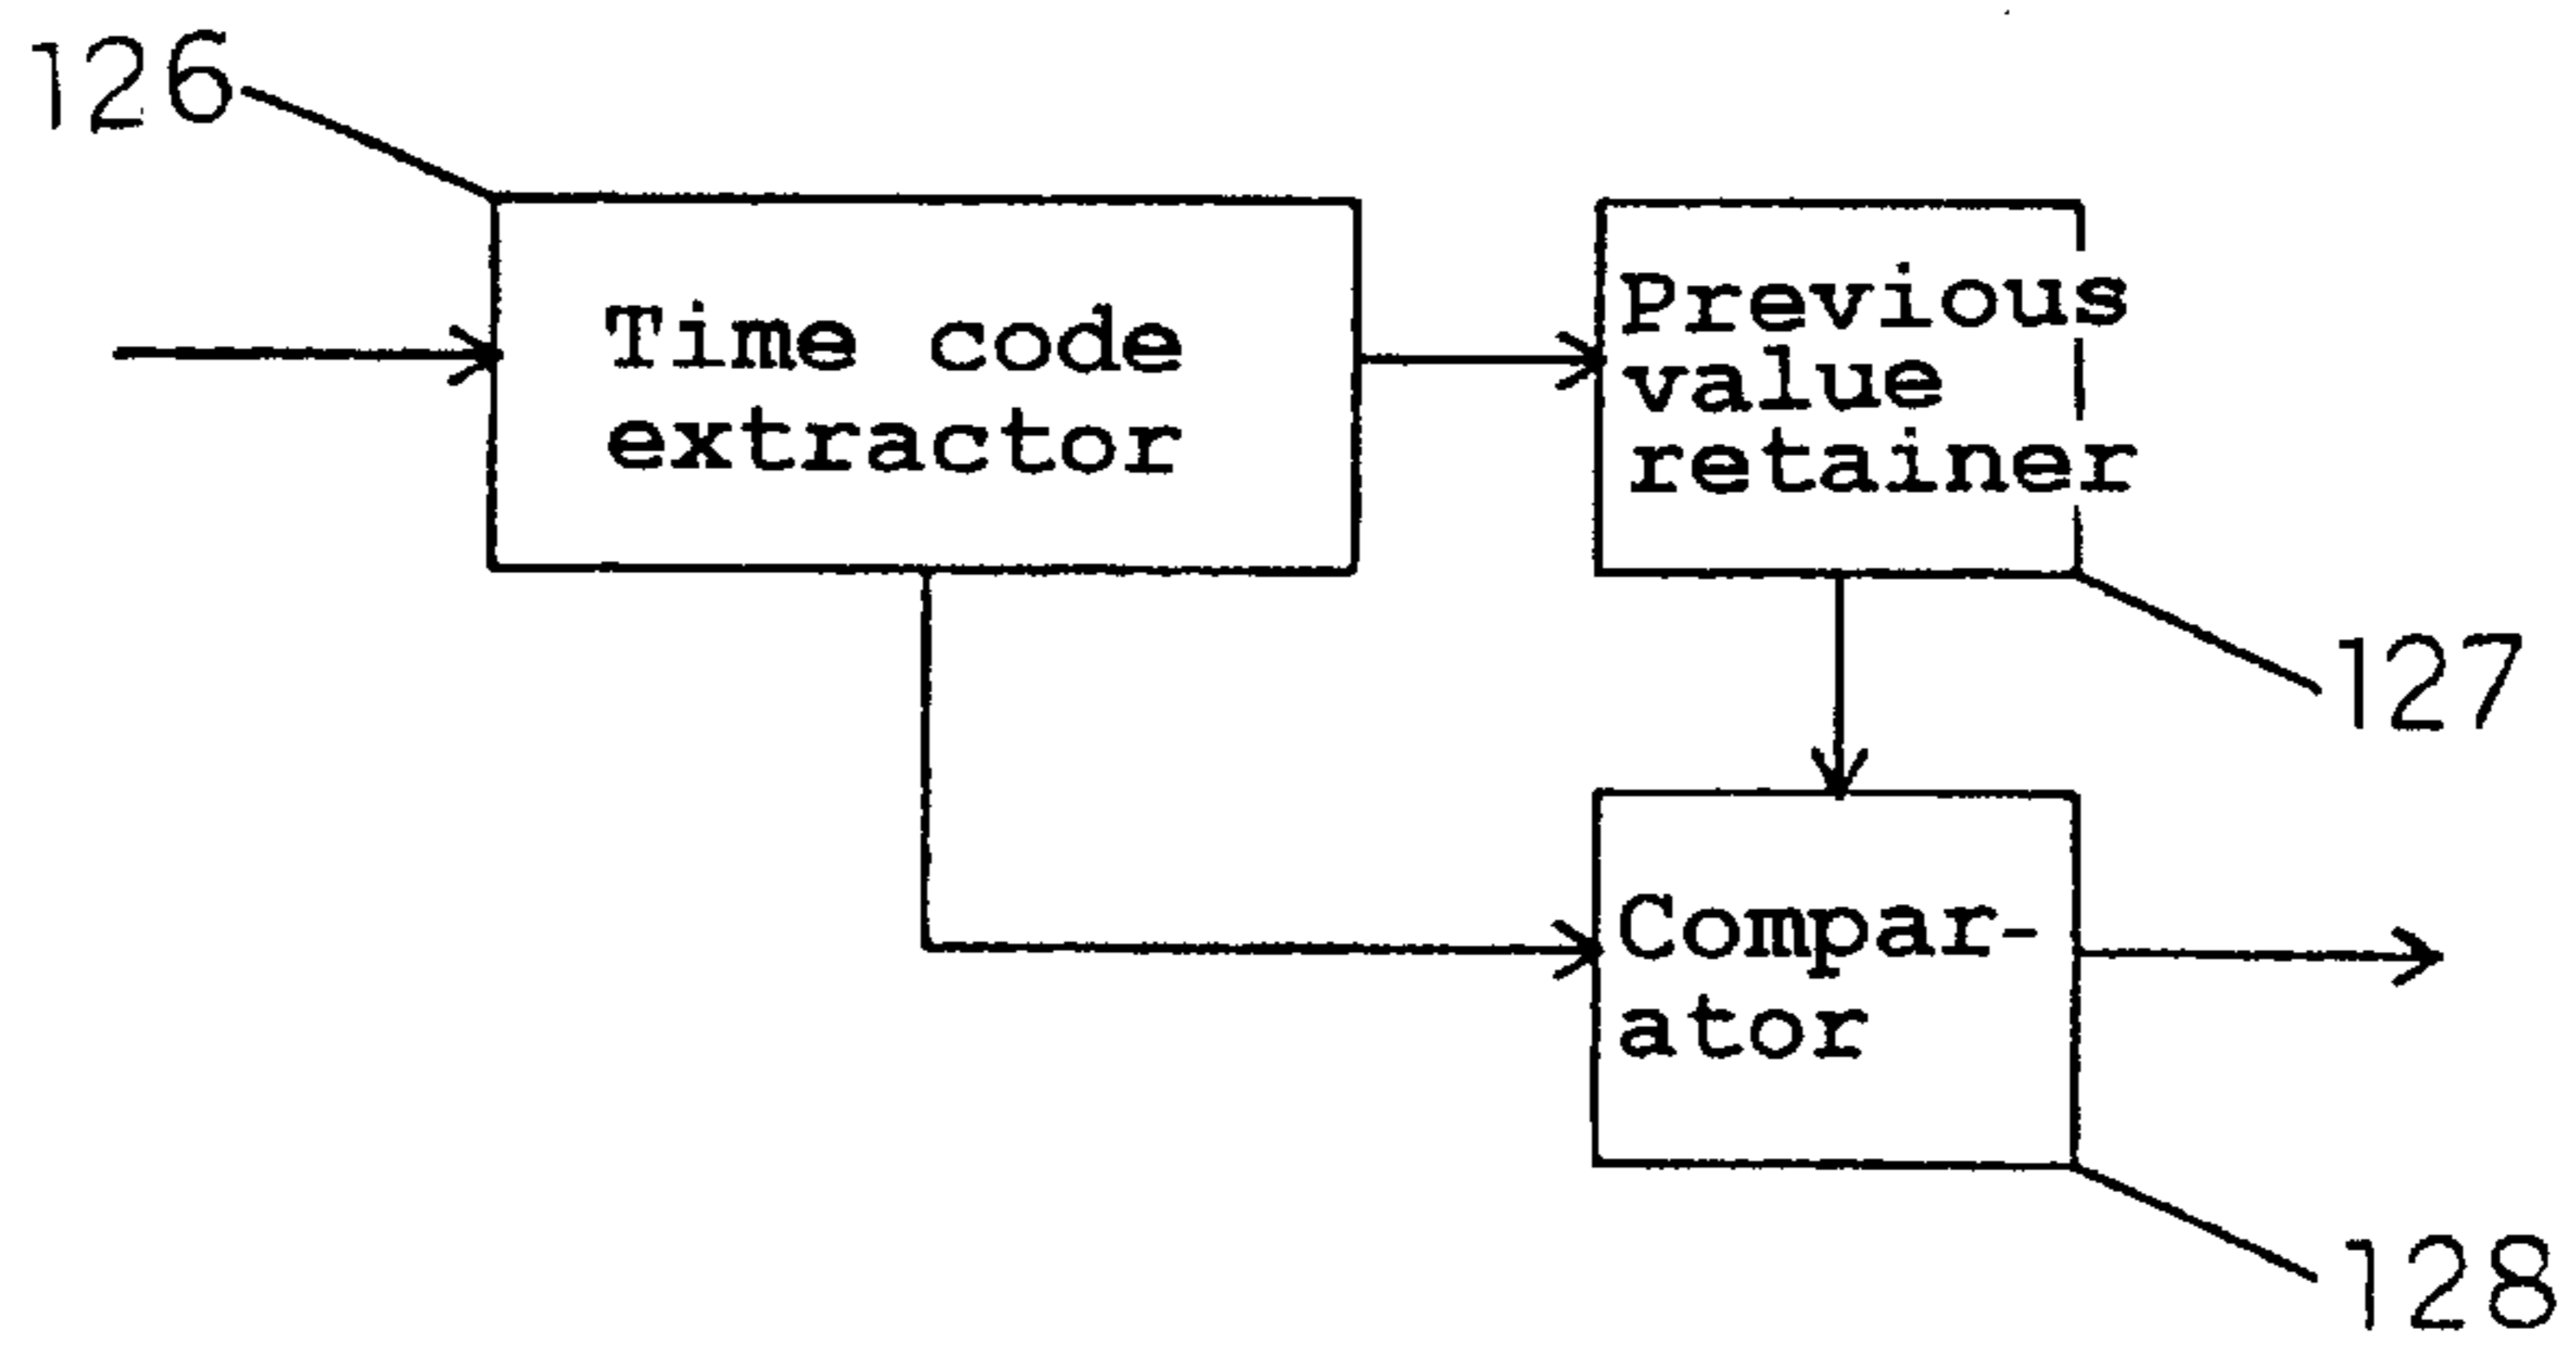 126
Time code
extractor
Previous
value
retainer
127
Compar-
ator
128